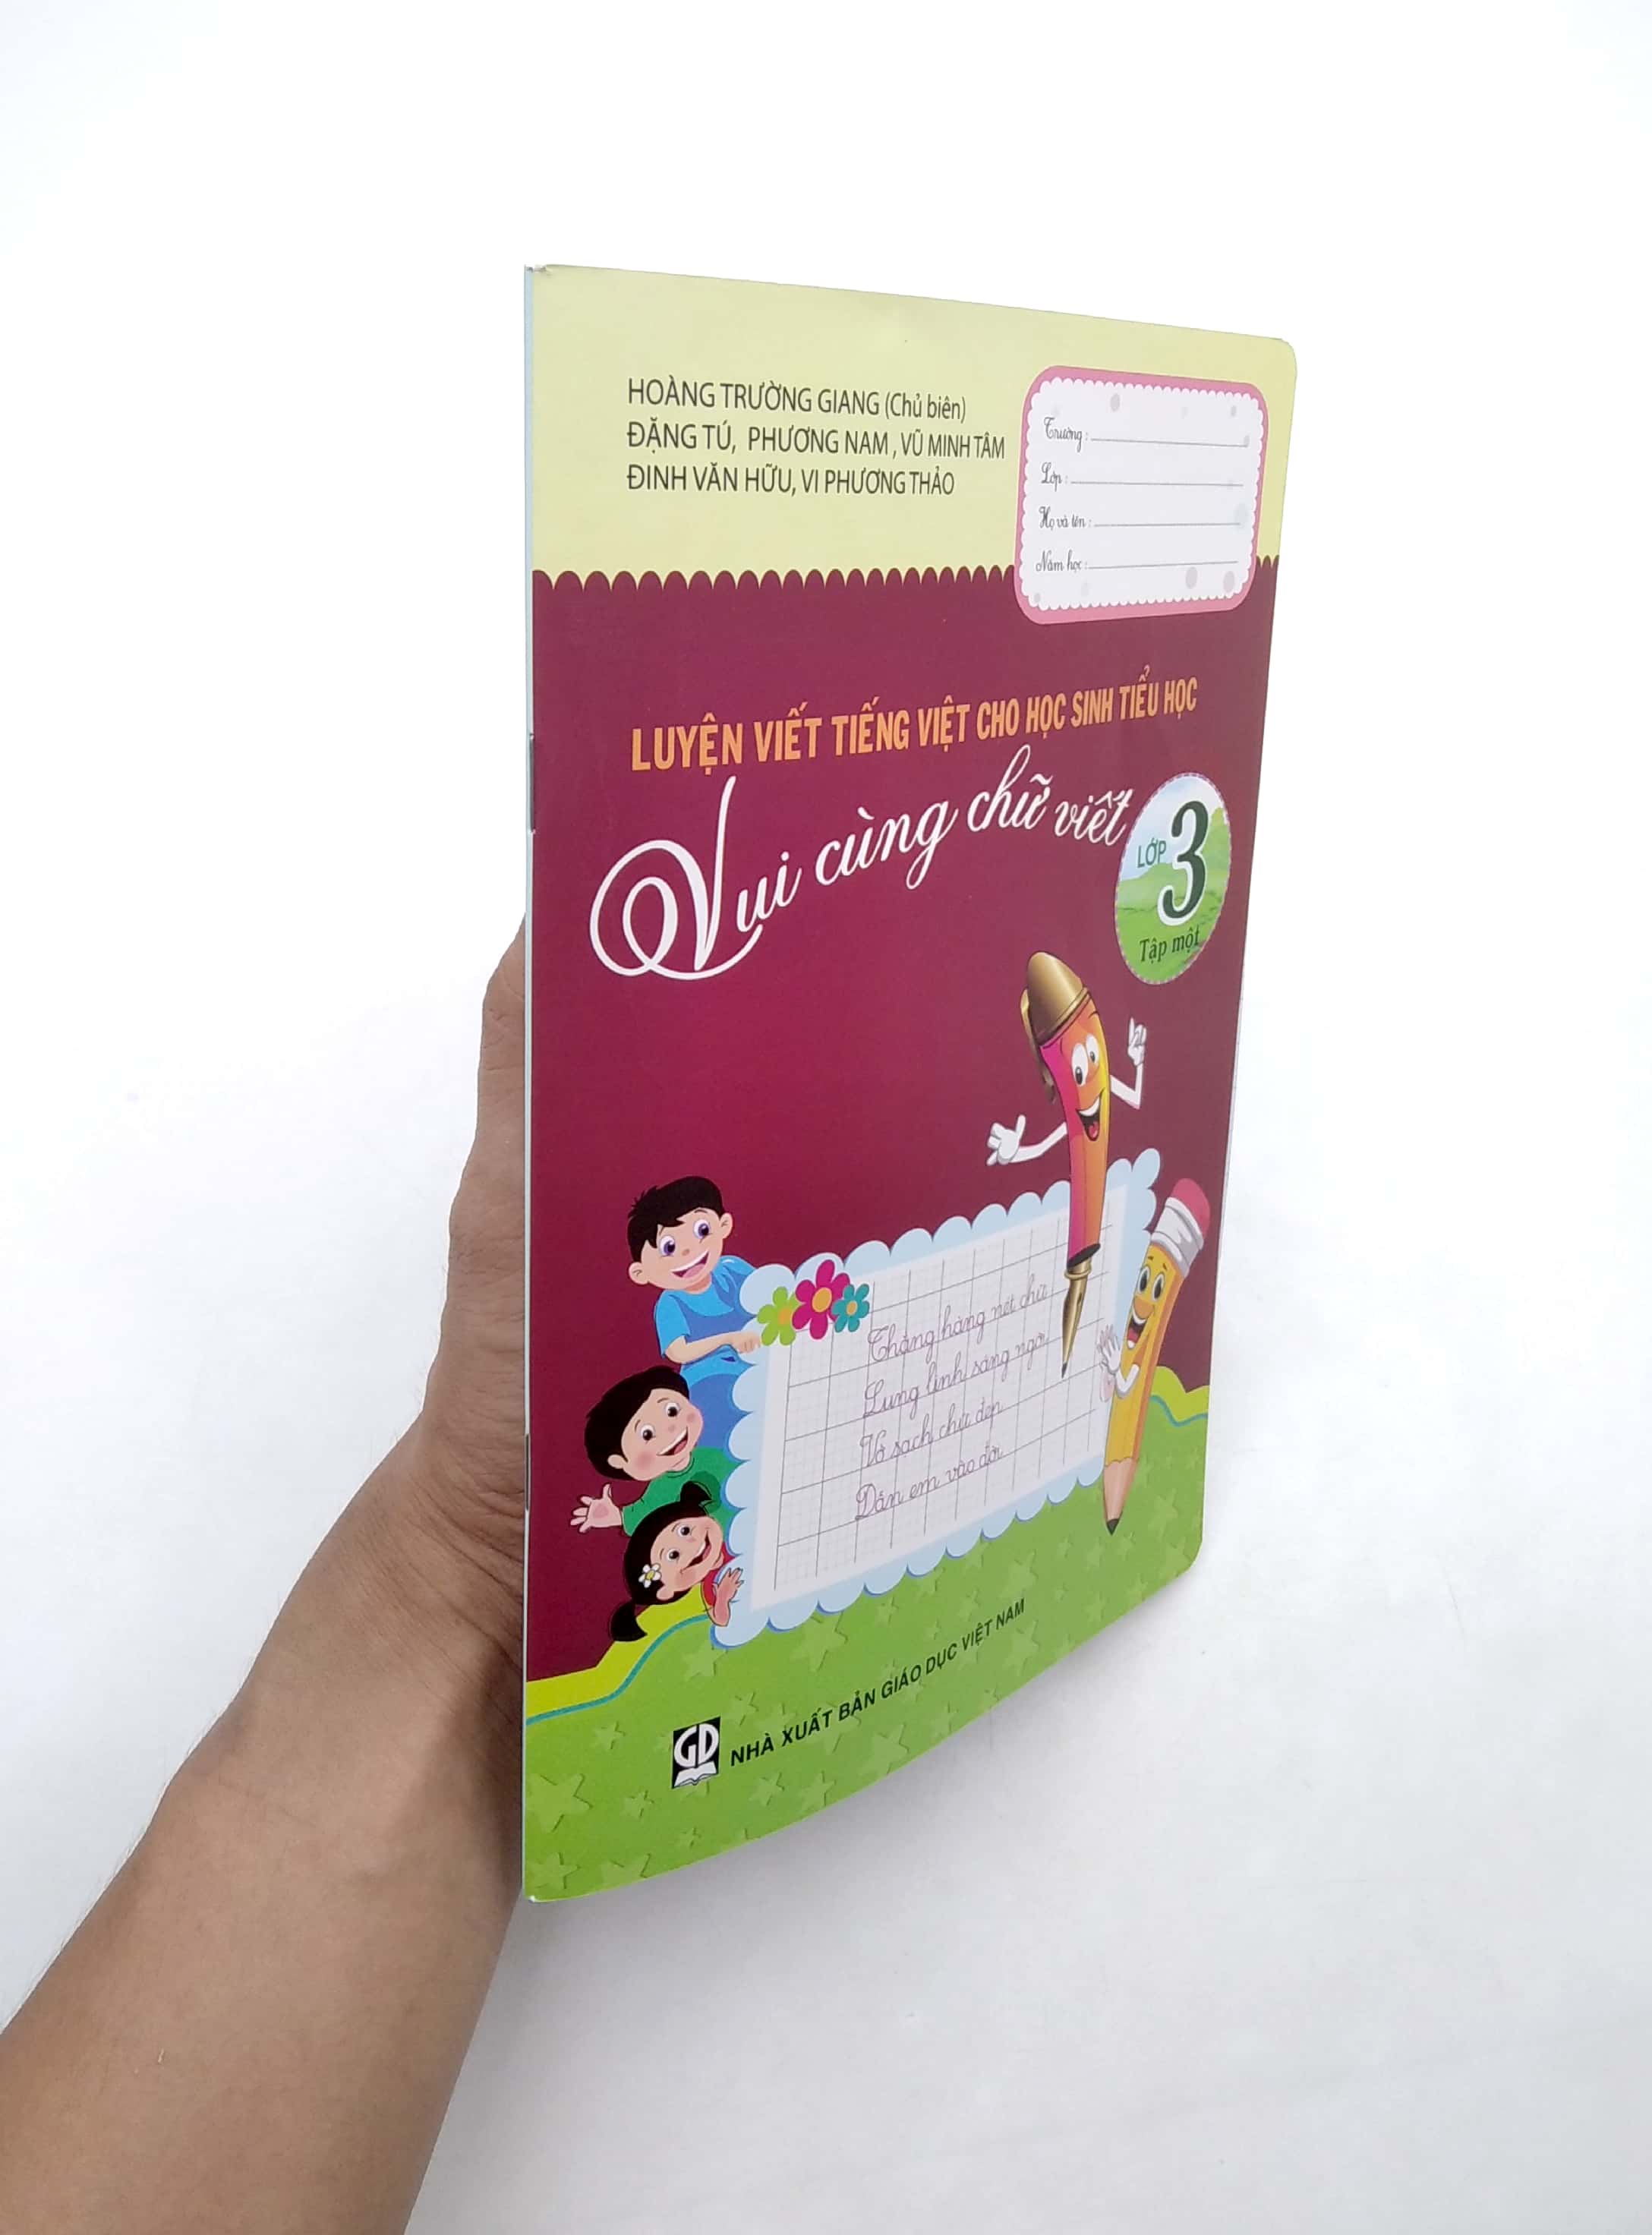 HOÀNG TRƯỜNG GIANG (Chủ biên)
ĐẶNG TÚ, PHƯƠNG NAM, VŨ MINH TÂM
ĐINH VĂN HỮU, VI PHƯƠNG THẢO
Trường :
Lớp :
Họ và tên :
Năm học :
LUYỆN VIẾT TIẾNG VIỆT CHO HỌC SINH TIỂU HỌC
Vui cùng chữ viết
LỚP 3
Tập một
Thẳng hàng nét chữ
Lung linh sáng ngời
Vở sạch chữ đẹp
Dẫn em vào đời
GD
NHÀ XUẤT BẢN GIÁO DỤC VIỆT NAM